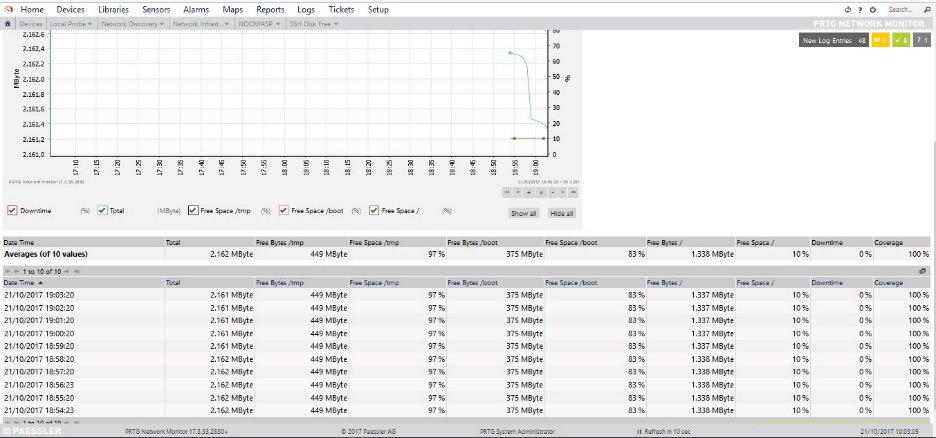 Home Devices Libraries Sensors Alarms Maps Reports Logs Tickets Setup Search...
Devices Local Probe Network Discovery Network Infrast... NOOWASP SSH Disk Free PRTG NETWORK MONITOR
New Log Entries 48 W 2 8 ? 1
MByte
2.162,6
2.162,4
2.162,2
2.162,0
2.161,8
2.161,6
2.161,4
2.161,2
2.161,0
80
70
60
50
40
30
20
10
0
%
17:10 17:15 17:20 17:25 17:30 17:35 17:40 17:45 17:50 17:55 18:00 18:05 18:10 18:15 18:20 18:25 18:30 18:35 18:40 18:45 18:50 18:55 19:00
PRTG Network Monitor 17.3.33.2830
Downtime (%) Total (MByte) Free Space /tmp (%) Free Space /boot (%) Free Space / (%)
Show all Hide all
Date Time Total Free Bytes /tmp Free Space /tmp Free Bytes /boot Free Space /boot Free Bytes / Free Space / Downtime Coverage
Averages (of 10 values) 2.162 MByte 449 MByte 97 % 375 MByte 83 % 1.338 MByte 10 % 0 % 100 %
1 to 10 of 10
Date Time Total Free Bytes /tmp Free Space /tmp Free Bytes /boot Free Space /boot Free Bytes / Free Space / Downtime Coverage
21/10/2017 19:03:20 2.161 MByte 449 MByte 97 % 375 MByte 83 % 1.337 MByte 10 % 0 % 100 %
21/10/2017 19:02:20 2.161 MByte 449 MByte 97 % 375 MByte 83 % 1.337 MByte 10 % 0 % 100 %
21/10/2017 19:01:20 2.161 MByte 449 MByte 97 % 375 MByte 83 % 1.337 MByte 10 % 0 % 100 %
21/10/2017 19:00:20 2.161 MByte 449 MByte 97 % 375 MByte 83 % 1.337 MByte 10 % 0 % 100 %
21/10/2017 18:59:20 2.161 MByte 449 MByte 97 % 375 MByte 83 % 1.338 MByte 10 % 0 % 100 %
21/10/2017 18:58:20 2.162 MByte 449 MByte 97 % 375 MByte 83 % 1.338 MByte 10 % 0 % 100 %
21/10/2017 18:57:20 2.162 MByte 449 MByte 97 % 375 MByte 83 % 1.338 MByte 10 % 0 % 100 %
21/10/2017 18:56:23 2.162 MByte 449 MByte 97 % 375 MByte 83 % 1.338 MByte 10 % 0 % 100 %
21/10/2017 18:55:20 2.162 MByte 449 MByte 97 % 375 MByte 83 % 1.338 MByte 10 % 0 % 100 %
21/10/2017 18:54:23 2.162 MByte 449 MByte 97 % 375 MByte 83 % 1.338 MByte 10 % 0 % 100 %
1 to 10 of 10
PAESSLER PRTG Network Monitor 17.3.33.2830+ © 2017 Paessler AG PRTG System Administrator Refresh in 10 sec 21/10/2017 19:03:05